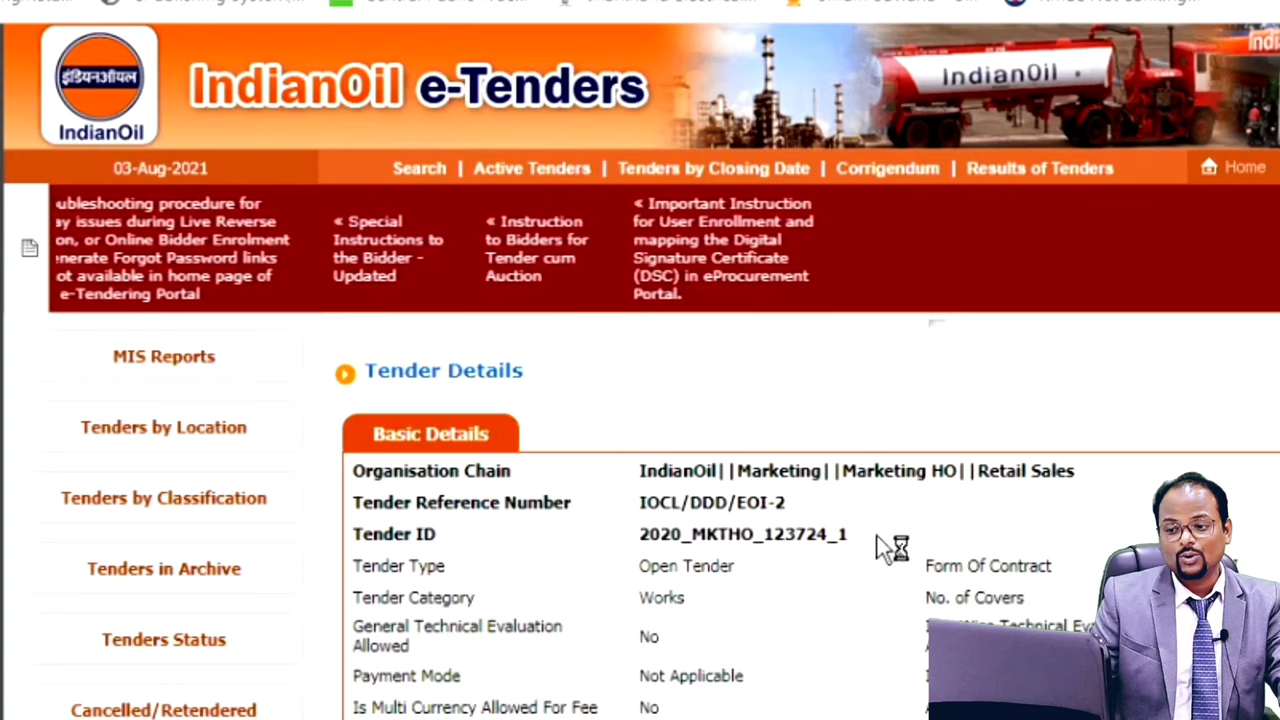 इंडियनऑयल
IndianOil
IndianOil e-Tenders
IndianOil
03-Aug-2021
Search | Active Tenders | Tenders by Closing Date | Corrigendum | Results of Tenders
Home
ubleshooting procedure for
ay issues during Live Reverse
on, or Online Bidder Enrolment
enerate Forgot Password links
ot available in home page of
e-Tendering Portal
« Special
Instructions to
the Bidder -
Updated
« Instruction
to Bidders for
Tender cum
Auction
« Important Instruction
for User Enrollment and
mapping the Digital
Signature Certificate
(DSC) in eProcurement
Portal.
MIS Reports
Tenders by Location
Tenders by Classification
Tenders in Archive
Tenders Status
Cancelled/Retendered
Tender Details
Basic Details
Organisation Chain IndianOil||Marketing||Marketing HO||Retail Sales
Tender Reference Number IOCL/DDD/EOI-2
Tender ID 2020_MKTHO_123724_1
Tender Type Open Tender Form Of Contract
Tender Category Works No. of Covers
General Technical Evaluation
Allowed No
Payment Mode Not Applicable
Is Multi Currency Allowed For Fee No